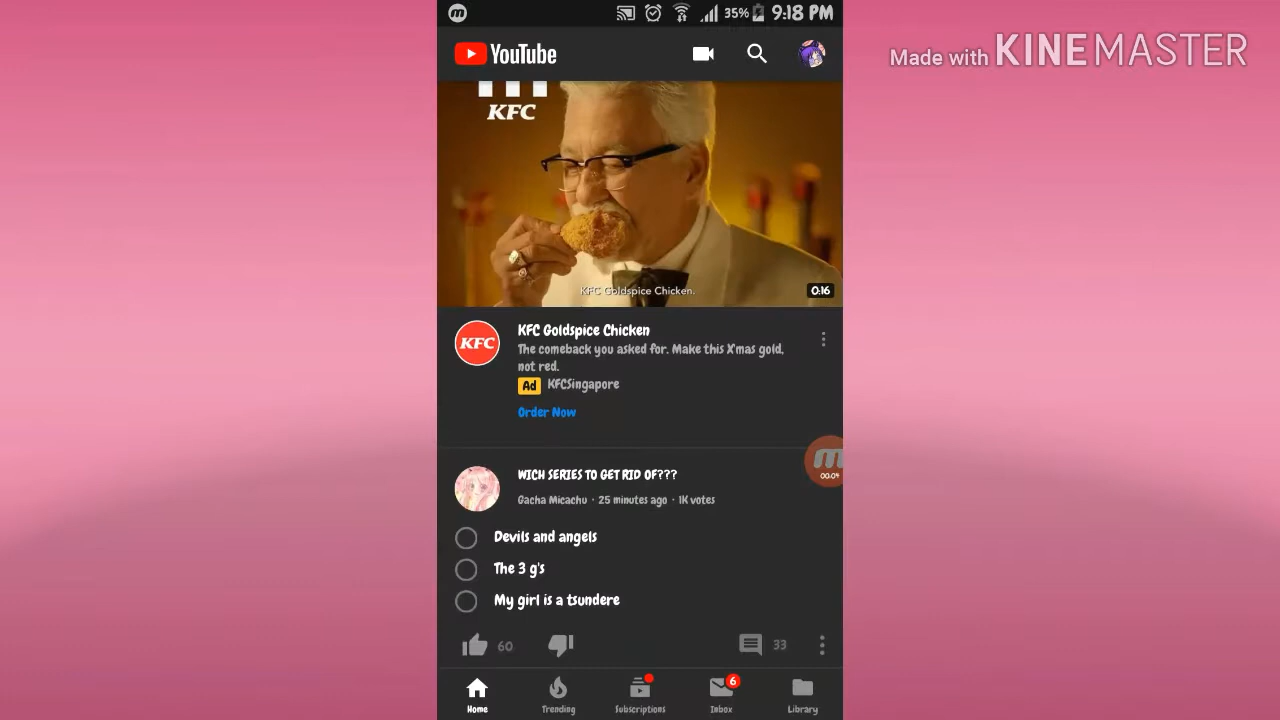 35% 9:18 PM
YouTube
Made with KINEMASTER
KFC
KFC Goldspice Chicken.
0:16
KFC
KFC Goldspice Chicken
The comeback you asked for. Make this X'mas gold,
not red.
Ad KFCSingapore
Order Now
00:04
WICH SERIES TO GET RID OF???
Gacha Micachu · 25 minutes ago · 1K votes
Devils and angels
The 3 g's
My girl is a tsundere
60
33
6
Home Trending Subscriptions Inbox Library